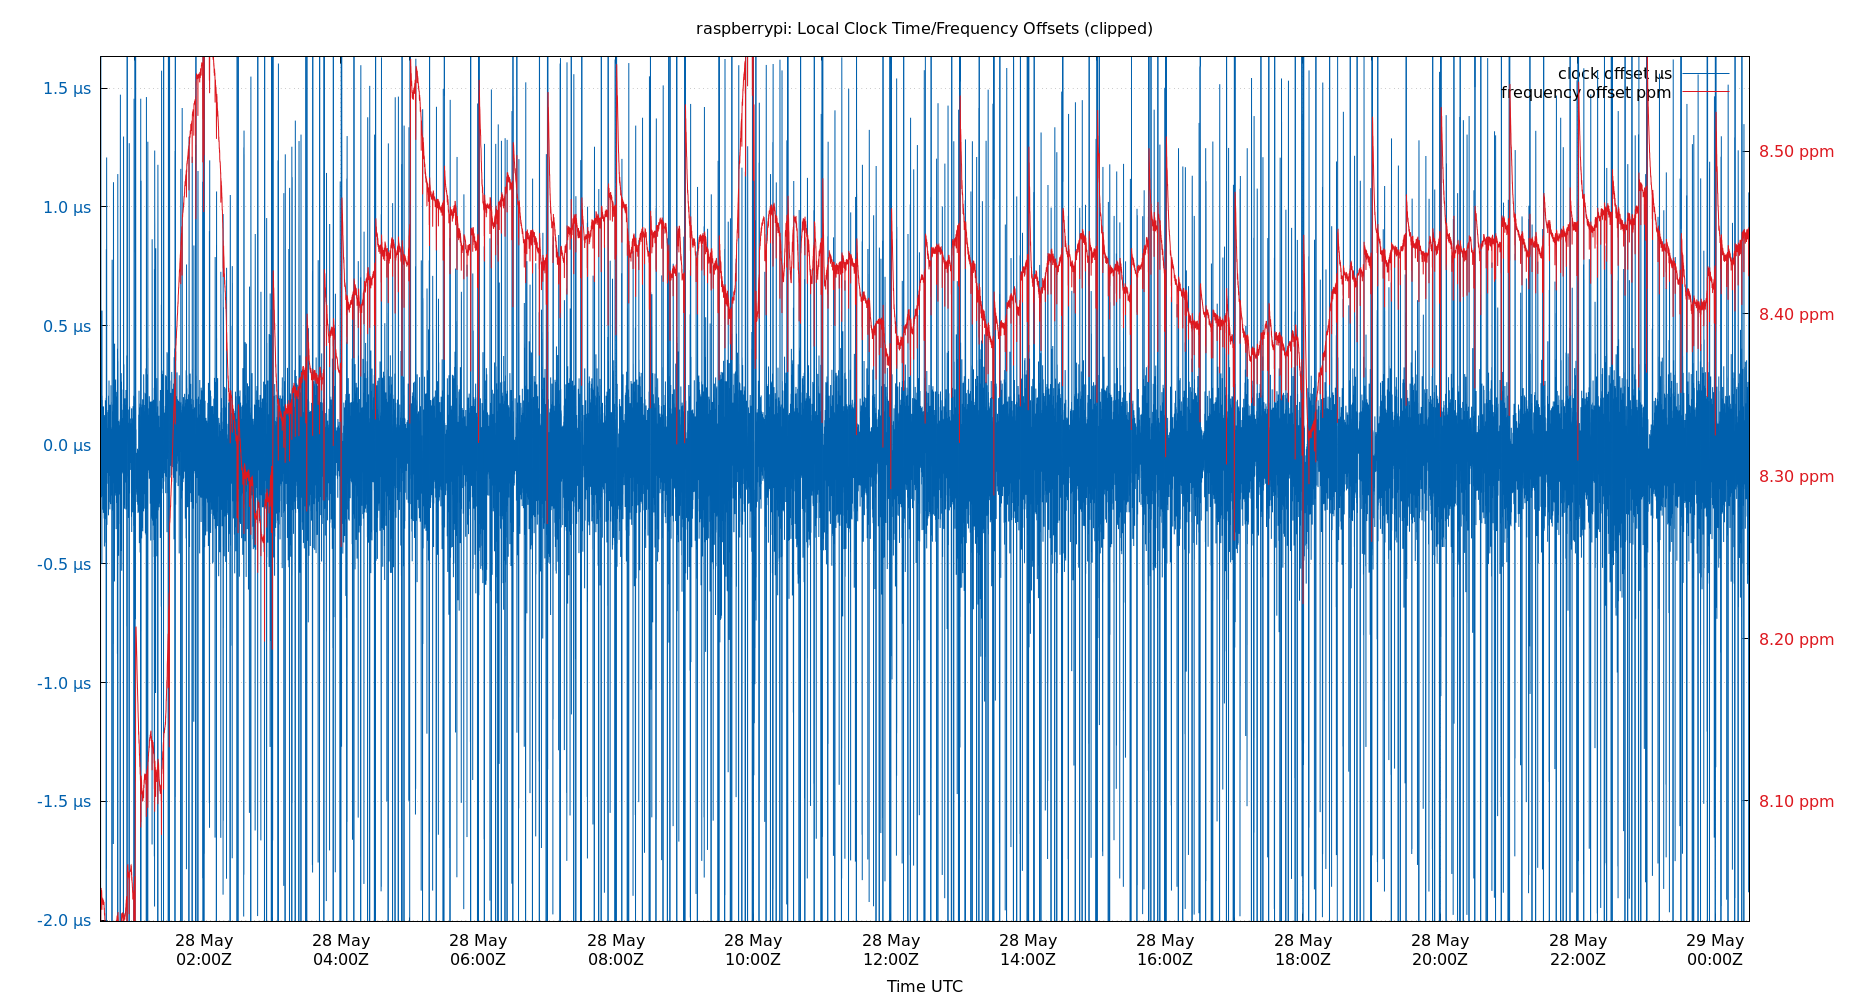 raspberrypi: Local Clock Time/Frequency Offsets (clipped)
clock offset µs
frequency offset ppm
1.5 µs
1.0 µs
0.5 µs
0.0 µs
-0.5 µs
-1.0 µs
-1.5 µs
-2.0 µs
8.50 ppm
8.40 ppm
8.30 ppm
8.20 ppm
8.10 ppm
28 May 28 May 28 May 28 May 28 May 28 May 28 May 28 May 28 May 28 May 28 May 29 May
02:00Z 04:00Z 06:00Z 08:00Z 10:00Z 12:00Z 14:00Z 16:00Z 18:00Z 20:00Z 22:00Z 00:00Z
Time UTC